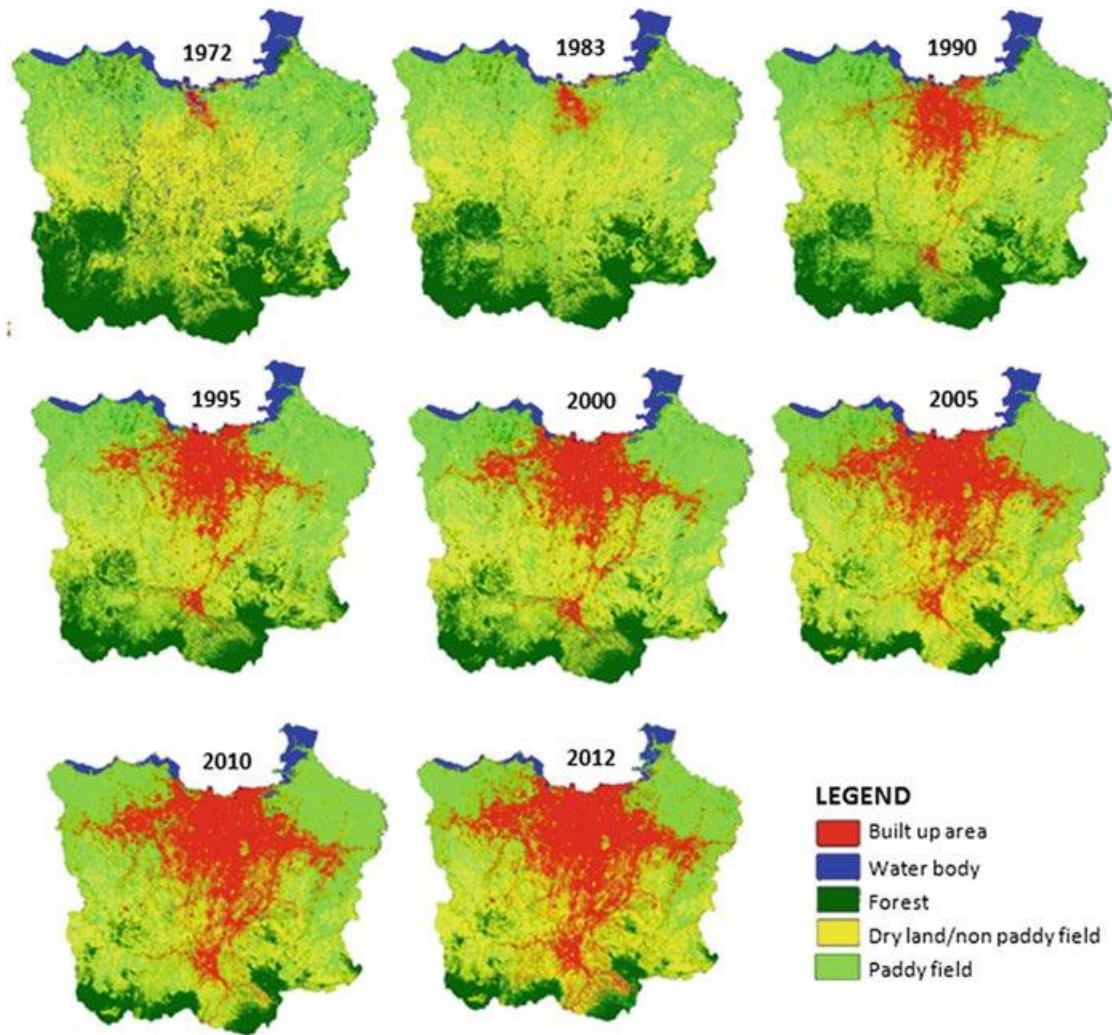 1972
1983
1990
1995
2000
2005
2010
2012
LEGEND
Built up area
Water body
Forest
Dry land/non paddy field
Paddy field